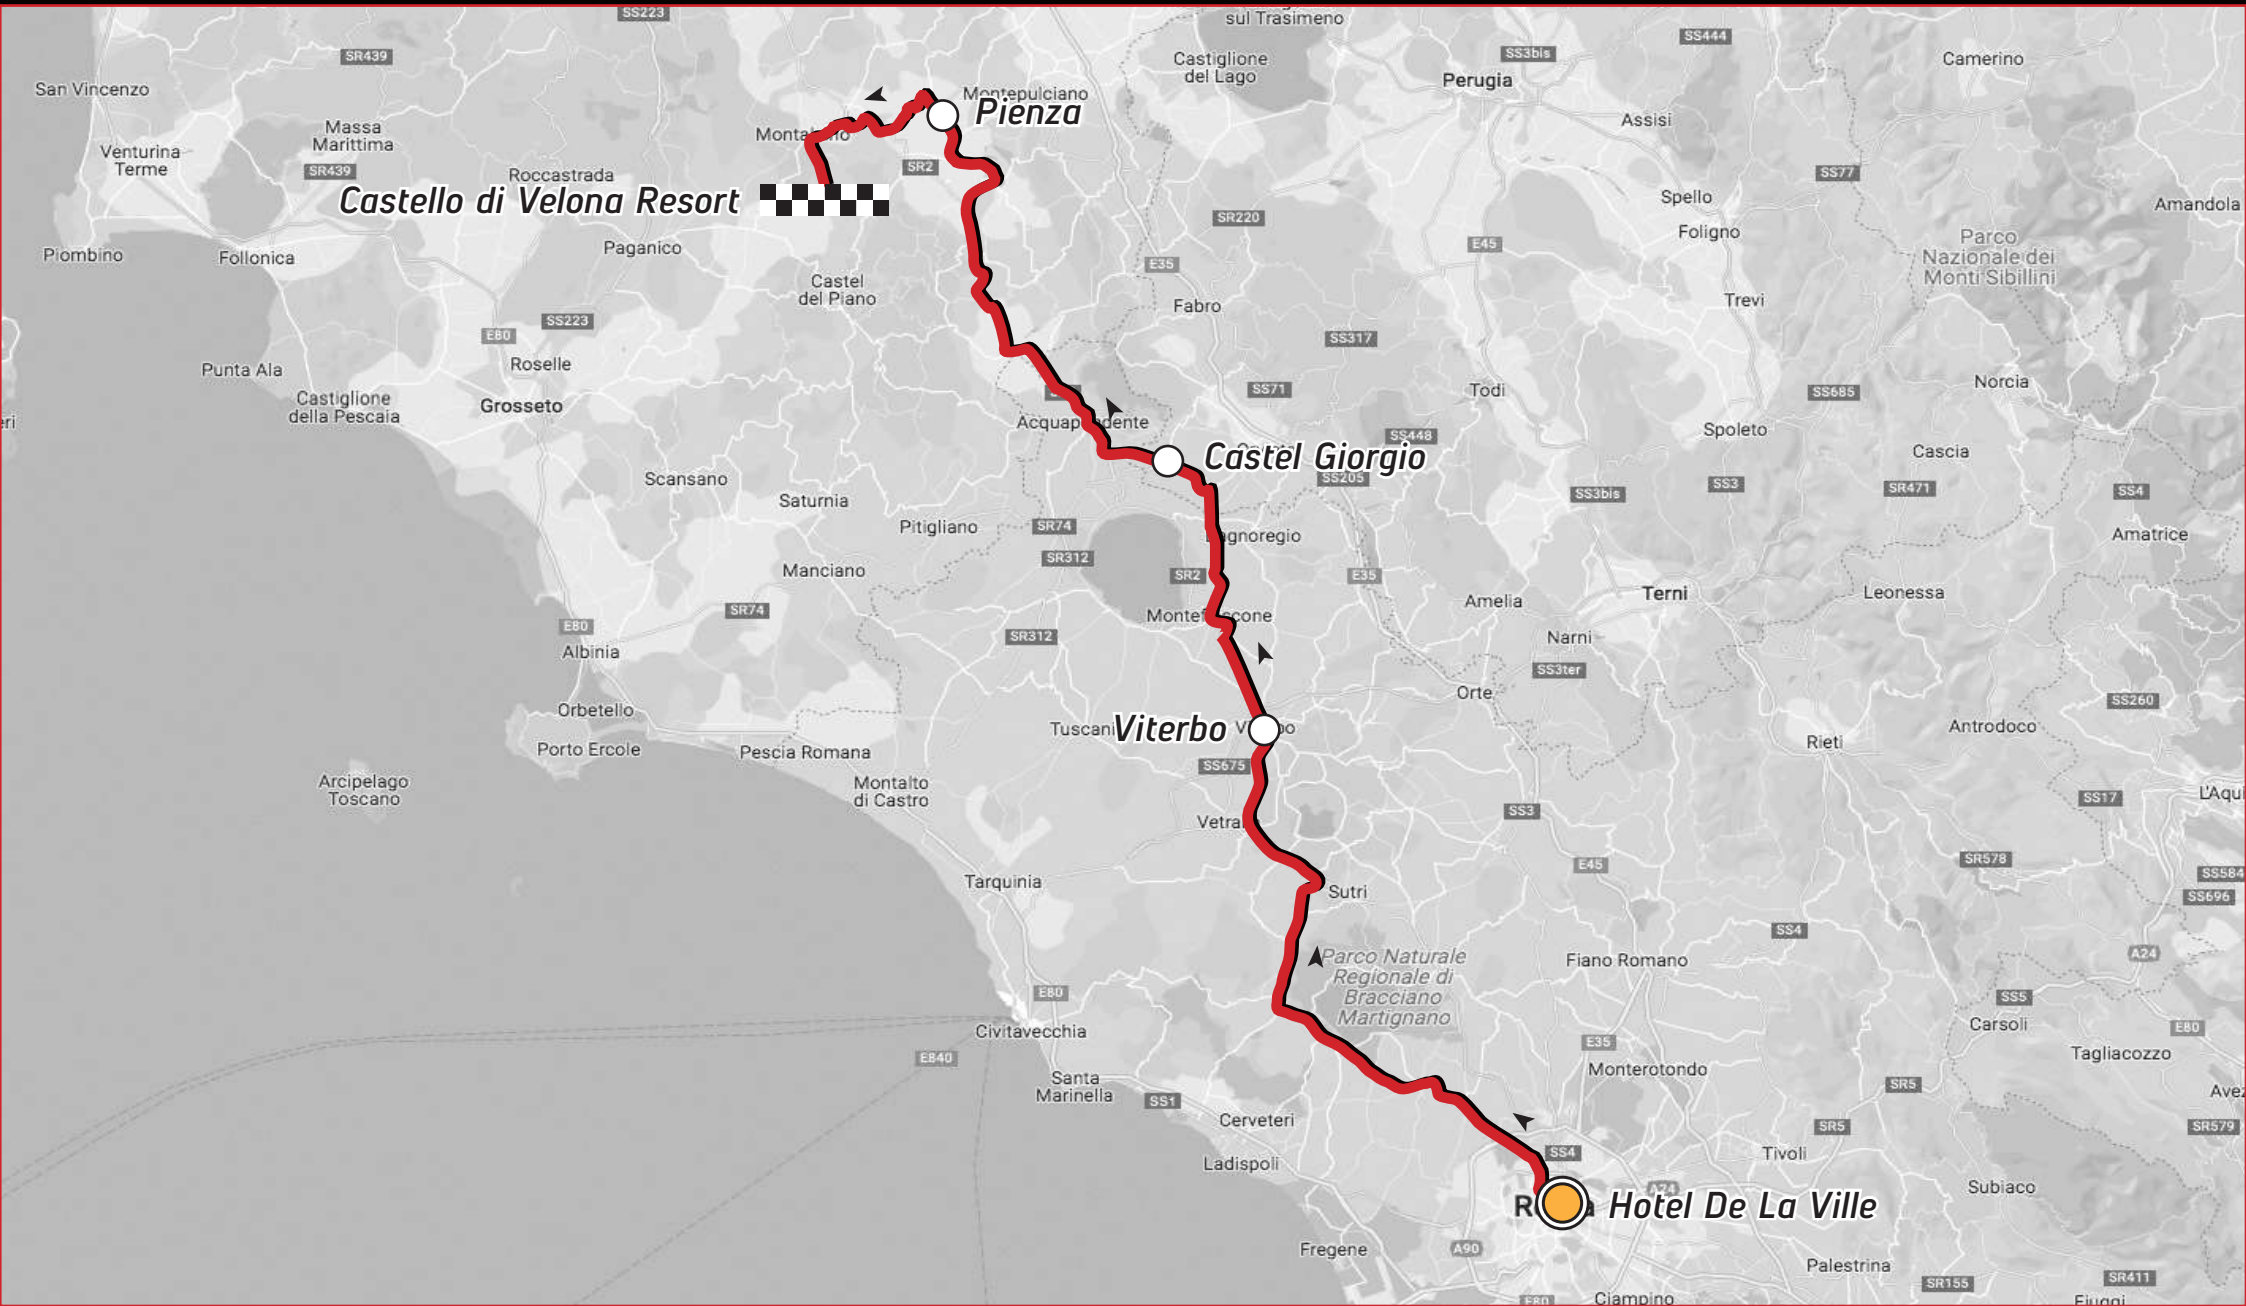 SS223
sul Trasimeno
SS444
SR439
Castiglione
del Lago
SS3bis
Camerino
San Vincenzo
Perugia
Montepulciano
Pienza
Massa
Marittima
Assisi
Venturina
Terme
SR439
Roccastrada
SR2
SS77
Castello di Velona Resort
Spello
Amandola
SR220
Foligno
Piombino
Follonica
Paganico
E45
Parco
Nazionale dei
Monti Sibillini
E35
Castel
del Piano
Fabro
Trevi
E80
SS223
SS317
Punta Ala
Roselle
Castiglione
della Pescaia
Grosseto
SS71
Todi
SS685
Norcia
SS448
Spoleto
Castel Giorgio
Cascia
Scansano
SS205
Saturnia
SS3bis
SS3
SR471
SS4
Pitigliano
SR74
Amatrice
SR312
Manciano
SR2
E35
SR74
Amelia
Terni
Leonessa
E80
SR312
Narni
Albinia
SS3ter
Orte
SS260
Orbetello
Viterbo
Antrodoco
Porto Ercole
Pescia Romana
Rieti
SS675
Arcipelago
Toscano
Montalto
di Castro
SS17
SS3
E45
SR578
Tarquinia
Sutri
SS584
SS696
SS4
Parco Naturale
Regionale di
Bracciano
Martignano
Fiano Romano
A24
E80
SS5
Civitavecchia
Carsoli
E80
E840
E35
Tagliacozzo
Monterotondo
Santa
Marinella
SS1
SR5
Cerveteri
SR5
SR579
Ladispoli
SS4
Tivoli
A24
Subiaco
Hotel De La Ville
Fregene
A90
Palestrina
SR155
SR411
E80
Ciampino
Fiuggi